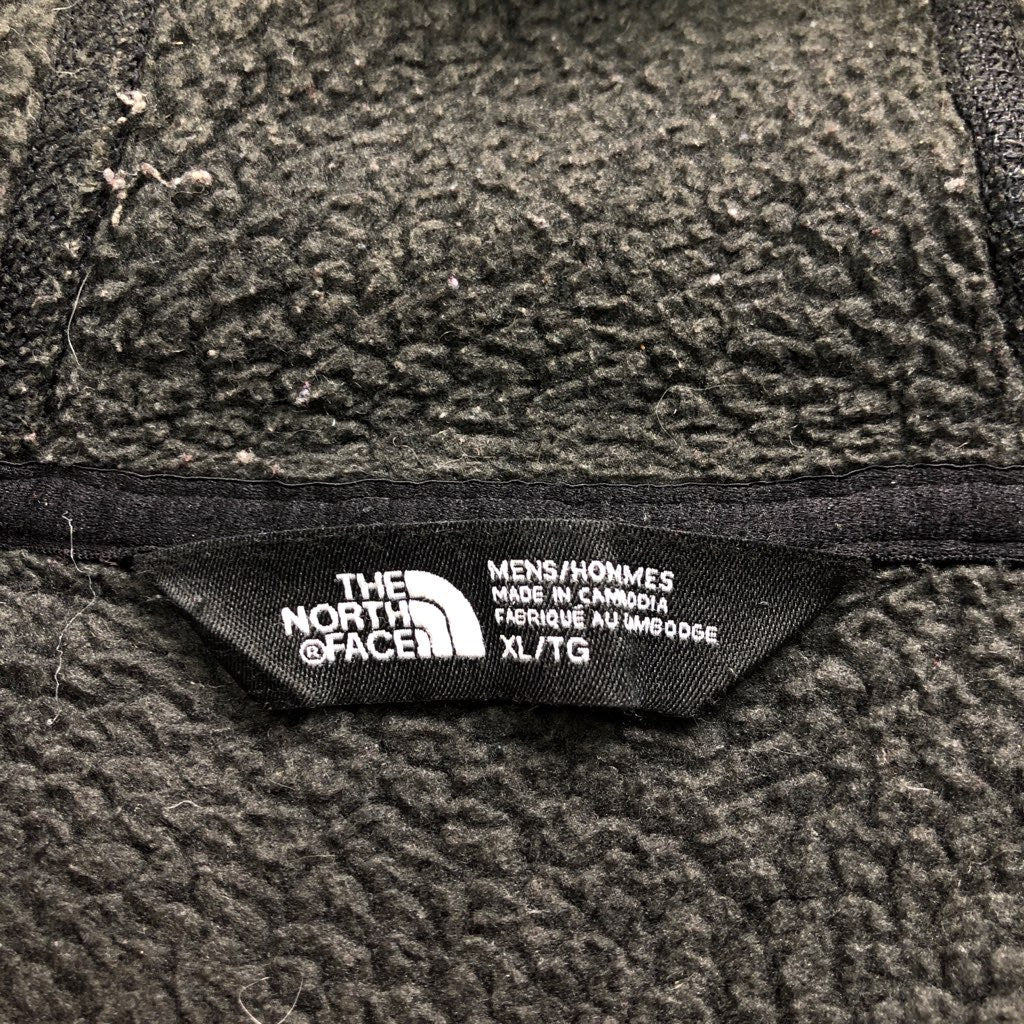 THE
NORTH
®FACE
MENS/HOMMES
MADE IN CAMBODIA
FABRIQUÉ AU CAMBODGE
XL/TG